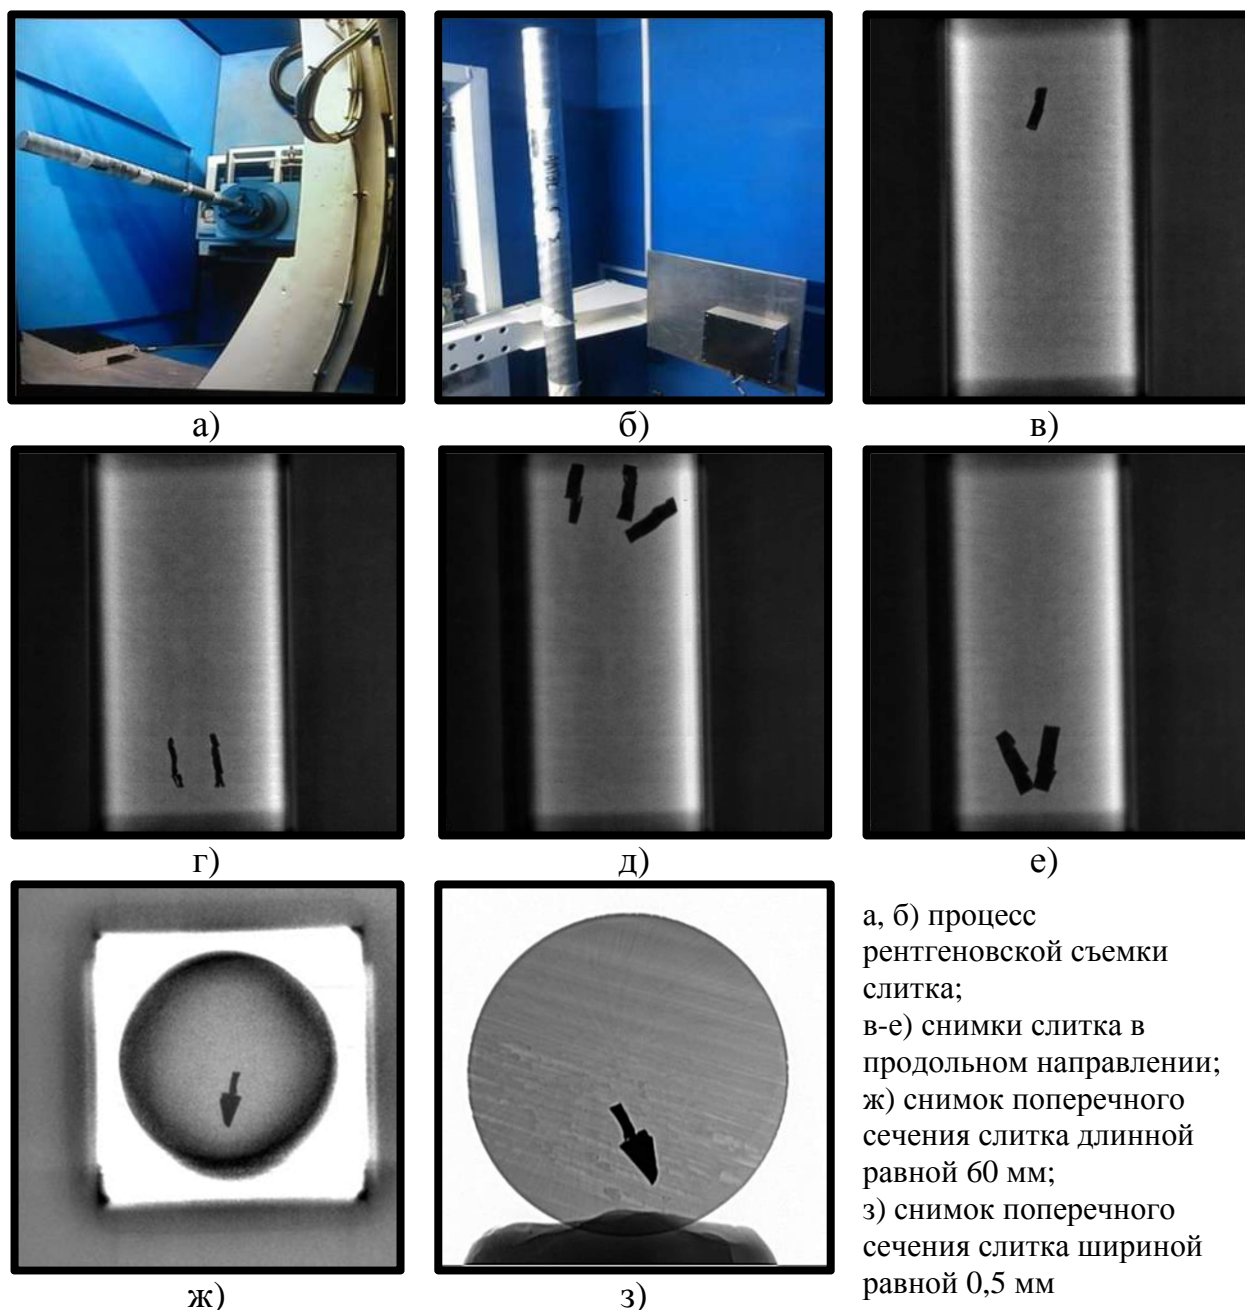 а)
б)
в)
г)
д)
е)
а, б) процесс
рентгеновской съемки
слитка;
в-е) снимки слитка в
продольном направлении;
ж) снимок поперечного
сечения слитка длинной
равной 60 мм;
з) снимок поперечного
сечения слитка шириной
равной 0,5 мм
ж)
з)